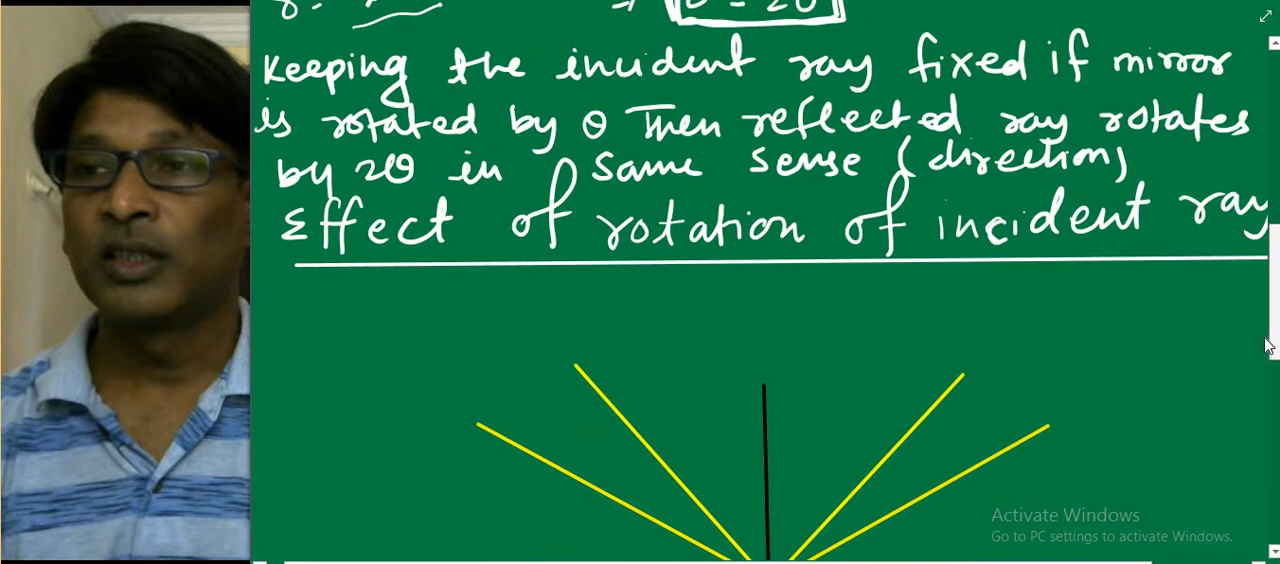 Keeping the incident ray fixed if mirror
is rotated by θ Then reflected ray rotates
by 2θ in same sense (direction)
Effect of rotation of incident ray
Activate Windows
Go to PC settings to activate Windows.